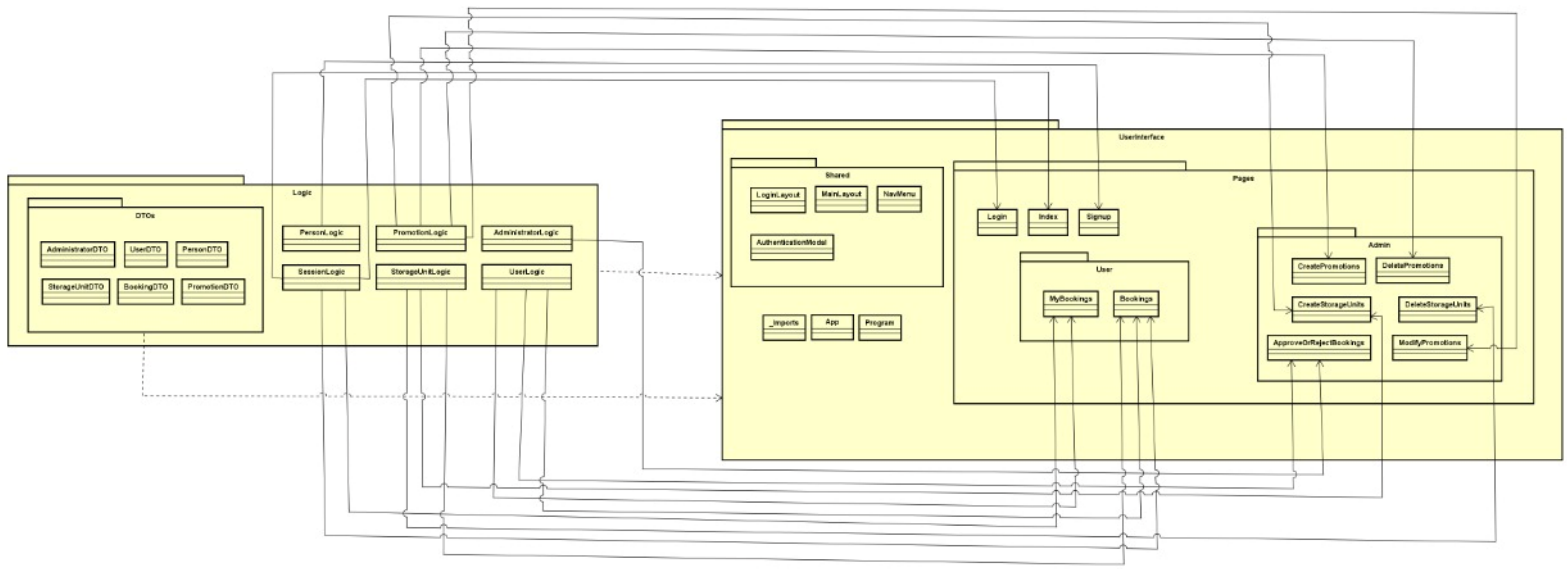 UserInterface
Logic
DTOs
AdministratorDTO
UserDTO
PersonDTO
StorageUnitDTO
BookingDTO
PromotionDTO
PersonLogic
PromotionLogic
AdministratorLogic
SessionLogic
StorageUnitLogic
UserLogic
Shared
LoginLayout
MainLayout
NavMenu
AuthenticationModal
_Imports
App
Program
Pages
Login
Index
Signup
User
MyBookings
Bookings
Admin
CreatePromotions
DeletePromotions
CreateStorageUnits
DeleteStorageUnits
ApproveOrRejectBookings
ModifyPromotions